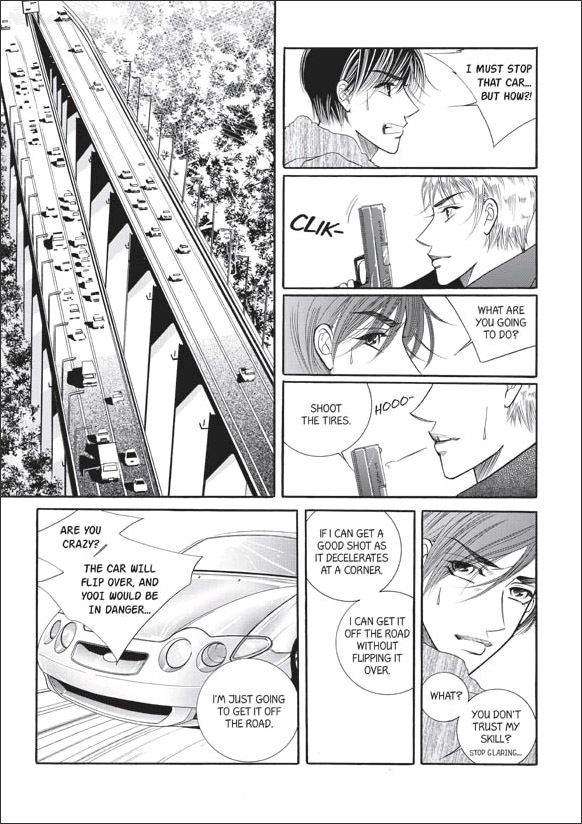 I MUST STOP
THAT CAR...
BUT HOW?!
CLIK-
WHAT ARE
YOU GOING
TO DO?
SHOOT
THE TIRES.
HOOO-
ARE YOU
CRAZY?
THE CAR WILL
FLIP OVER, AND
YOOI WOULD BE
IN DANGER...
I'M JUST GOING
TO GET IT OFF
THE ROAD.
IF I CAN GET A
GOOD SHOT AS
IT DECELERATES
AT A CORNER.
I CAN GET IT
OFF THE ROAD
WITHOUT
FLIPPING IT
OVER.
WHAT?
YOU DON'T
TRUST MY
SKILL?
STOP GLARING...